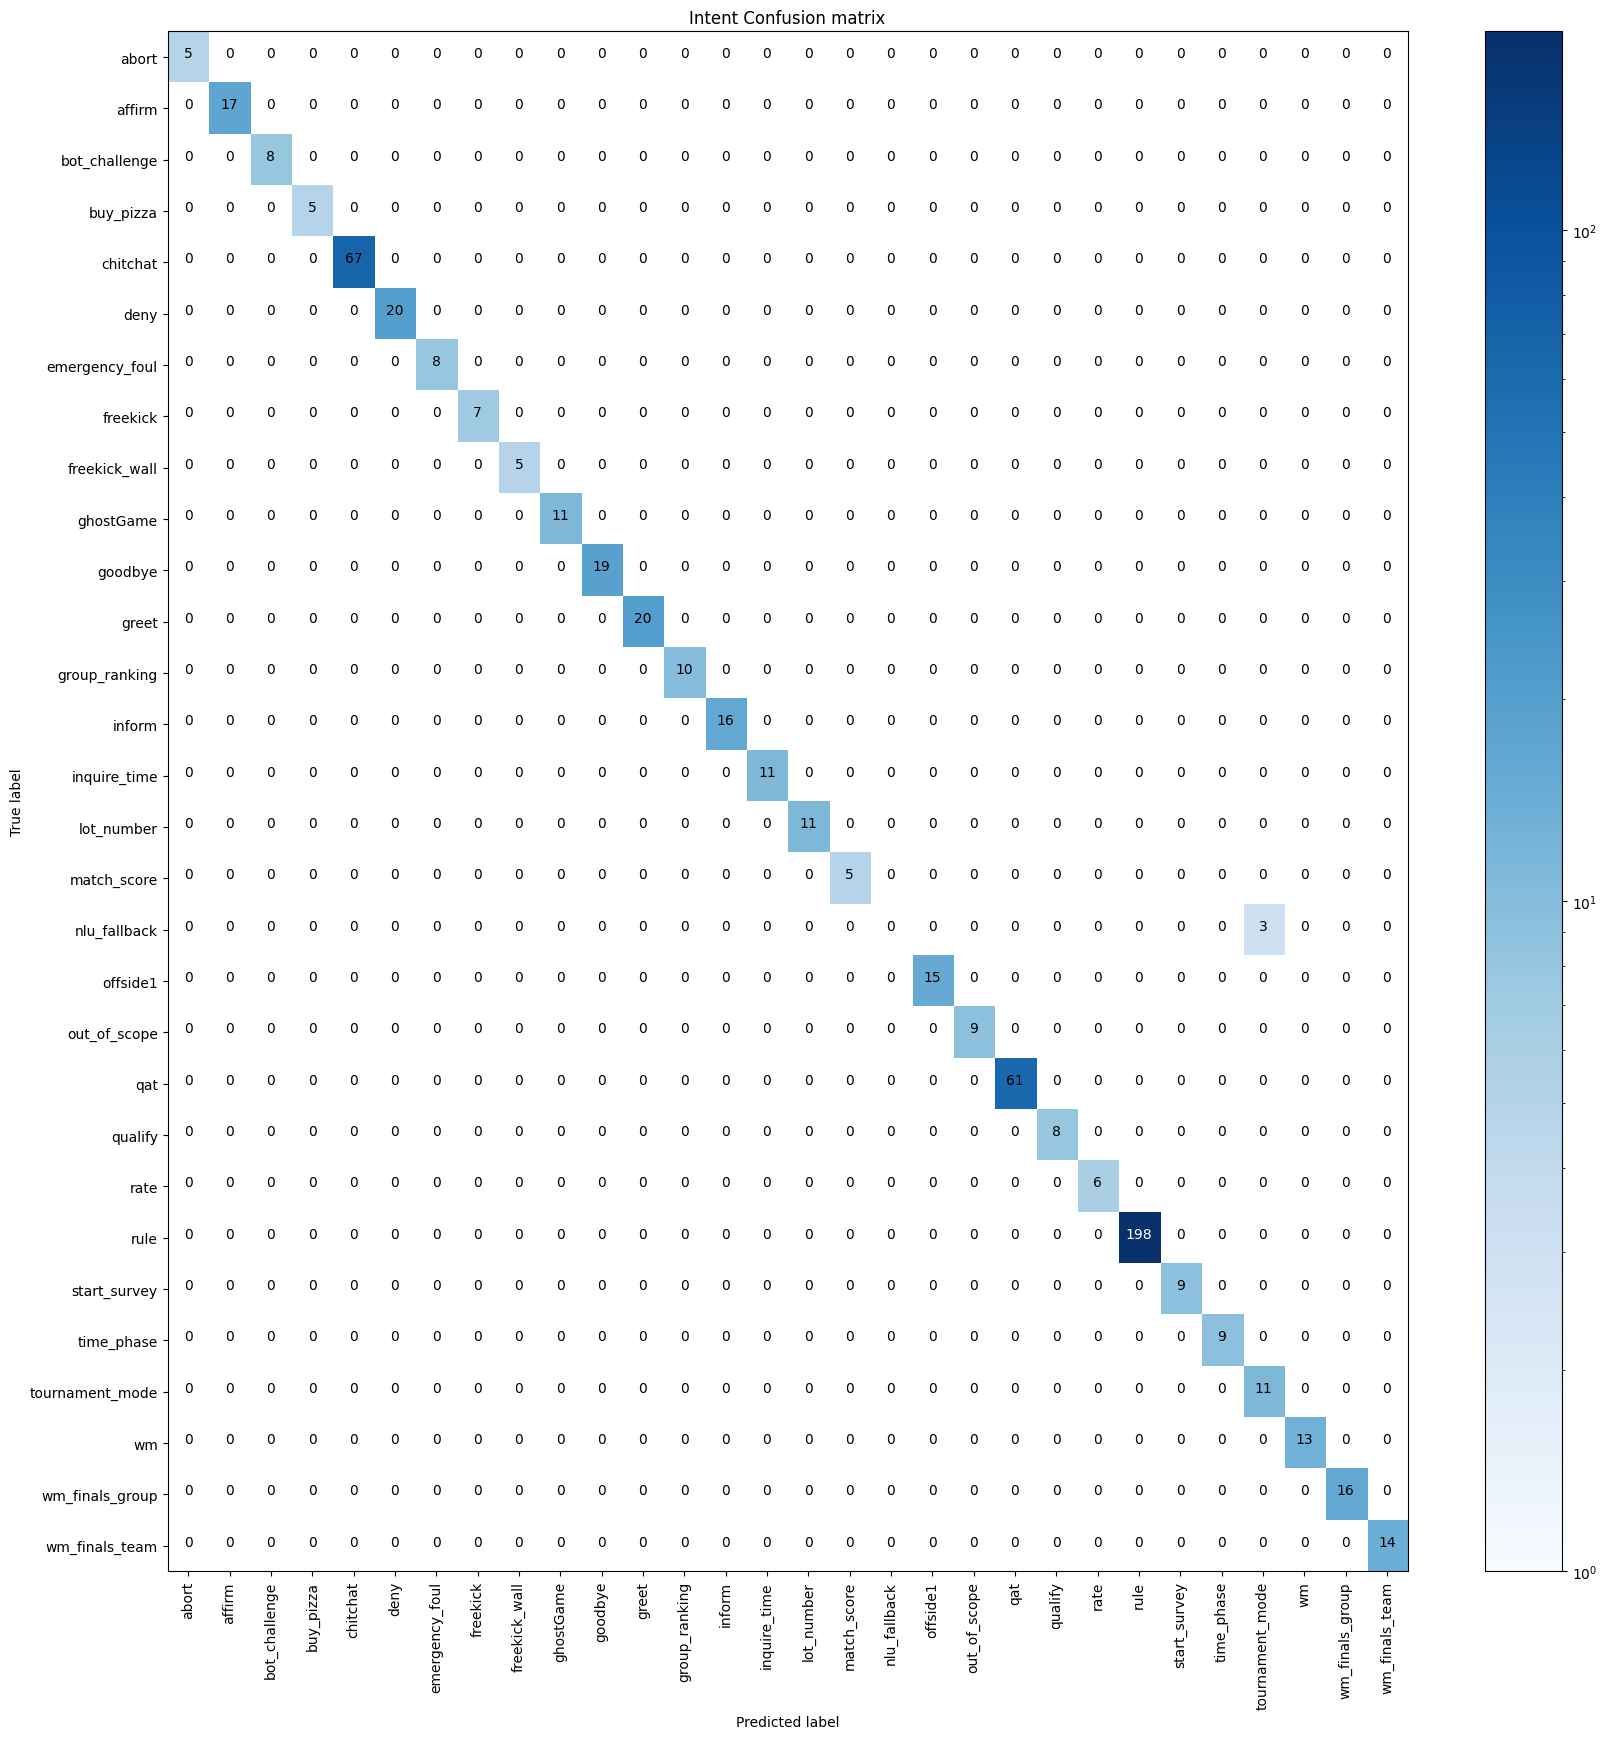 Intent Confusion matrix
abort 5 0 0 0 0 0 0 0 0 0 0 0 0 0 0 0 0 0 0 0 0 0 0 0 0 0 0 0 0 0
affirm 0 17 0 0 0 0 0 0 0 0 0 0 0 0 0 0 0 0 0 0 0 0 0 0 0 0 0 0 0 0
bot_challenge 0 0 8 0 0 0 0 0 0 0 0 0 0 0 0 0 0 0 0 0 0 0 0 0 0 0 0 0 0 0
buy_pizza 0 0 0 5 0 0 0 0 0 0 0 0 0 0 0 0 0 0 0 0 0 0 0 0 0 0 0 0 0 0
chitchat 0 0 0 0 67 0 0 0 0 0 0 0 0 0 0 0 0 0 0 0 0 0 0 0 0 0 0 0 0 0
deny 0 0 0 0 0 20 0 0 0 0 0 0 0 0 0 0 0 0 0 0 0 0 0 0 0 0 0 0 0 0
emergency_foul 0 0 0 0 0 0 8 0 0 0 0 0 0 0 0 0 0 0 0 0 0 0 0 0 0 0 0 0 0 0
freekick 0 0 0 0 0 0 0 7 0 0 0 0 0 0 0 0 0 0 0 0 0 0 0 0 0 0 0 0 0 0
freekick_wall 0 0 0 0 0 0 0 0 5 0 0 0 0 0 0 0 0 0 0 0 0 0 0 0 0 0 0 0 0 0
ghostGame 0 0 0 0 0 0 0 0 0 11 0 0 0 0 0 0 0 0 0 0 0 0 0 0 0 0 0 0 0 0
goodbye 0 0 0 0 0 0 0 0 0 0 19 0 0 0 0 0 0 0 0 0 0 0 0 0 0 0 0 0 0 0
greet 0 0 0 0 0 0 0 0 0 0 0 20 0 0 0 0 0 0 0 0 0 0 0 0 0 0 0 0 0 0
group_ranking 0 0 0 0 0 0 0 0 0 0 0 0 10 0 0 0 0 0 0 0 0 0 0 0 0 0 0 0 0 0
inform 0 0 0 0 0 0 0 0 0 0 0 0 0 16 0 0 0 0 0 0 0 0 0 0 0 0 0 0 0 0
inquire_time 0 0 0 0 0 0 0 0 0 0 0 0 0 0 11 0 0 0 0 0 0 0 0 0 0 0 0 0 0 0
lot_number 0 0 0 0 0 0 0 0 0 0 0 0 0 0 0 11 0 0 0 0 0 0 0 0 0 0 0 0 0 0
match_score 0 0 0 0 0 0 0 0 0 0 0 0 0 0 0 0 5 0 0 0 0 0 0 0 0 0 0 0 0 0
nlu_fallback 0 0 0 0 0 0 0 0 0 0 0 0 0 0 0 0 0 0 0 0 0 0 0 0 0 0 3 0 0 0
offside1 0 0 0 0 0 0 0 0 0 0 0 0 0 0 0 0 0 0 15 0 0 0 0 0 0 0 0 0 0 0
out_of_scope 0 0 0 0 0 0 0 0 0 0 0 0 0 0 0 0 0 0 0 9 0 0 0 0 0 0 0 0 0 0
qat 0 0 0 0 0 0 0 0 0 0 0 0 0 0 0 0 0 0 0 0 61 0 0 0 0 0 0 0 0 0
qualify 0 0 0 0 0 0 0 0 0 0 0 0 0 0 0 0 0 0 0 0 0 8 0 0 0 0 0 0 0 0
rate 0 0 0 0 0 0 0 0 0 0 0 0 0 0 0 0 0 0 0 0 0 0 6 0 0 0 0 0 0 0
rule 0 0 0 0 0 0 0 0 0 0 0 0 0 0 0 0 0 0 0 0 0 0 0 198 0 0 0 0 0 0
start_survey 0 0 0 0 0 0 0 0 0 0 0 0 0 0 0 0 0 0 0 0 0 0 0 0 9 0 0 0 0 0
time_phase 0 0 0 0 0 0 0 0 0 0 0 0 0 0 0 0 0 0 0 0 0 0 0 0 0 9 0 0 0 0
tournament_mode 0 0 0 0 0 0 0 0 0 0 0 0 0 0 0 0 0 0 0 0 0 0 0 0 0 0 11 0 0 0
wm 0 0 0 0 0 0 0 0 0 0 0 0 0 0 0 0 0 0 0 0 0 0 0 0 0 0 0 13 0 0
wm_finals_group 0 0 0 0 0 0 0 0 0 0 0 0 0 0 0 0 0 0 0 0 0 0 0 0 0 0 0 0 16 0
wm_finals_team 0 0 0 0 0 0 0 0 0 0 0 0 0 0 0 0 0 0 0 0 0 0 0 0 0 0 0 0 0 14
True label
abort
affirm
bot_challenge
buy_pizza
chitchat
deny
emergency_foul
freekick
freekick_wall
ghostGame
goodbye
greet
group_ranking
inform
inquire_time
lot_number
match_score
nlu_fallback
offside1
out_of_scope
qat
qualify
rate
rule
start_survey
time_phase
tournament_mode
wm
wm_finals_group
wm_finals_team
Predicted label
10²
10¹
10⁰